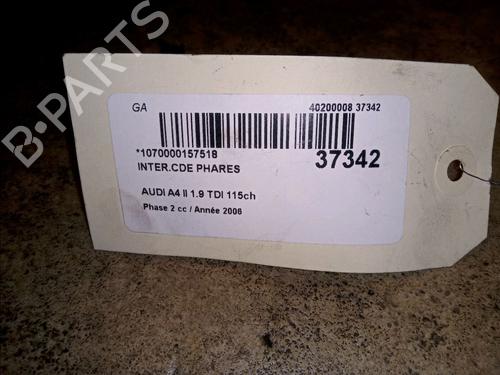 B-PARTS
GA
40200008 37342
*1070000157518
37342
INTER.CDE PHARES
AUDI A4 II 1.9 TDI 115ch
Phase 2 cc / Année 2006